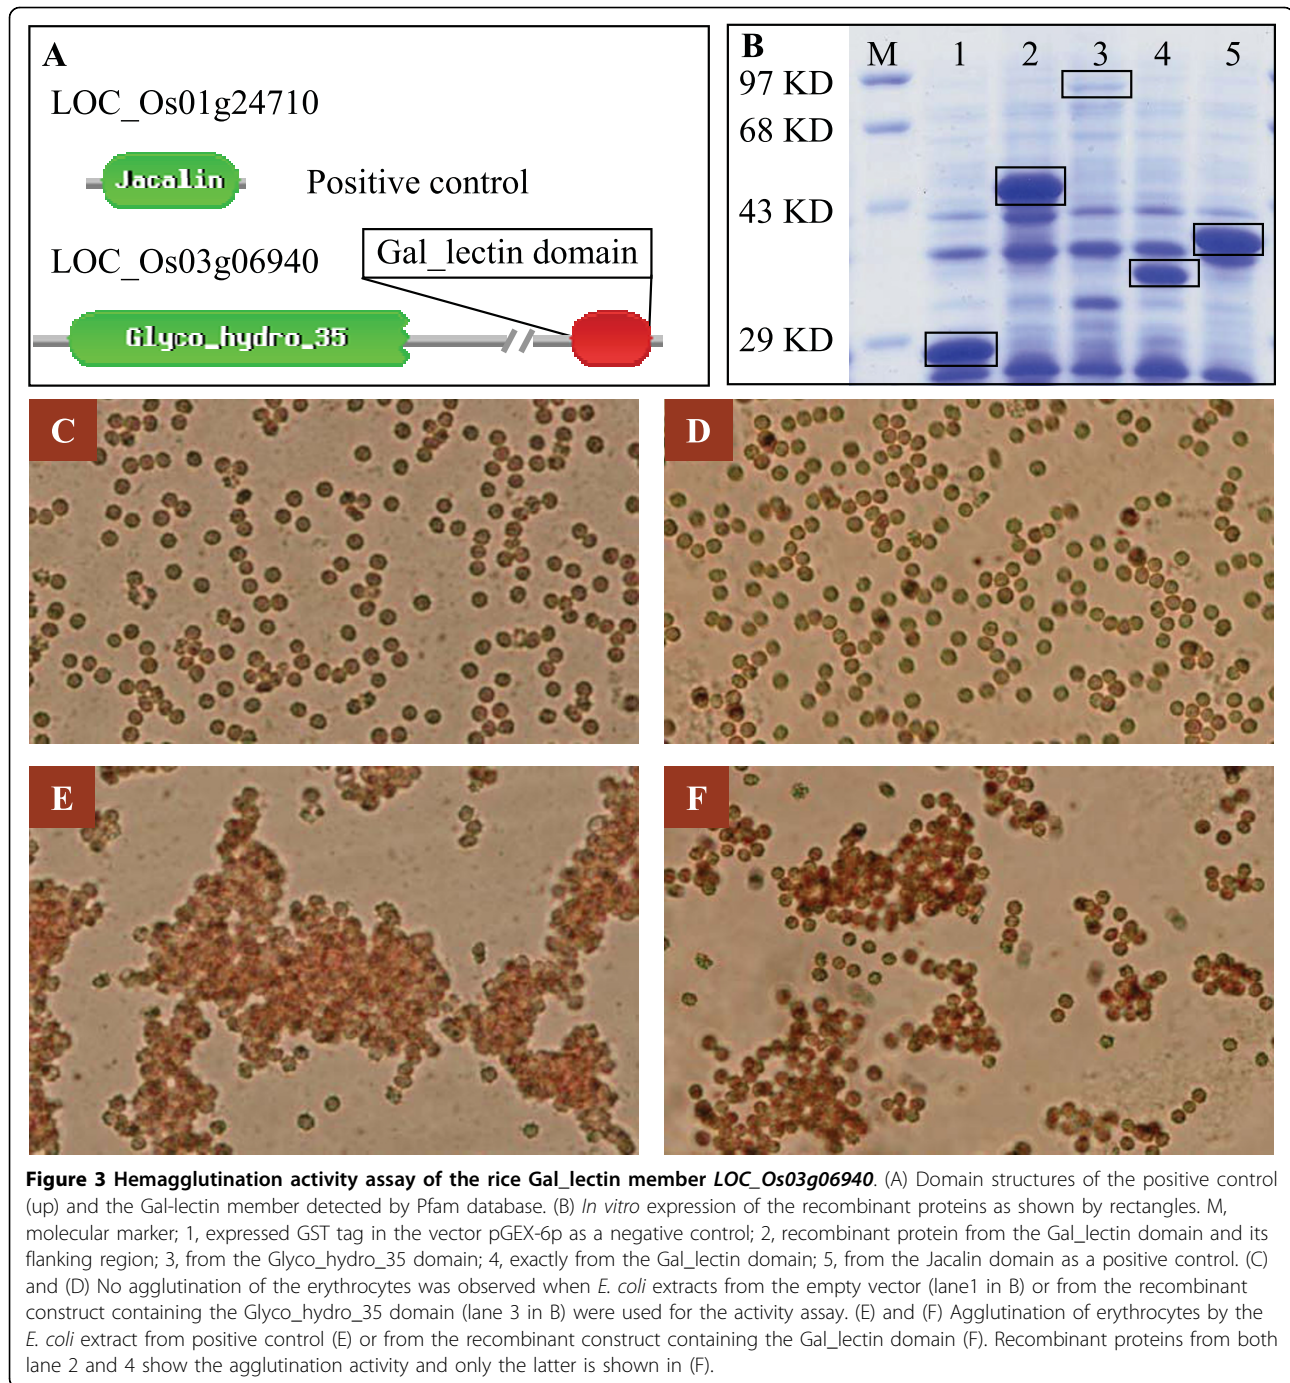 A
LOC_Os01g24710
Jacalin
Positive control
LOC_Os03g06940
Gal_lectin domain
Glyco_hydro_35
B
M 1 2 3 4 5
97 KD
68 KD
43 KD
29 KD
C
D
E
F
Figure 3 Hemagglutination activity assay of the rice Gal_lectin member LOC_Os03g06940. (A) Domain structures of the positive control
(up) and the Gal-lectin member detected by Pfam database. (B) In vitro expression of the recombinant proteins as shown by rectangles. M,
molecular marker; 1, expressed GST tag in the vector pGEX-6p as a negative control; 2, recombinant protein from the Gal_lectin domain and its
flanking region; 3, from the Glyco_hydro_35 domain; 4, exactly from the Gal_lectin domain; 5, from the Jacalin domain as a positive control. (C)
and (D) No agglutination of the erythrocytes was observed when E. coli extracts from the empty vector (lane1 in B) or from the recombinant
construct containing the Glyco_hydro_35 domain (lane 3 in B) were used for the activity assay. (E) and (F) Agglutination of erythrocytes by the
E. coli extract from positive control (E) or from the recombinant construct containing the Gal_lectin domain (F). Recombinant proteins from both
lane 2 and 4 show the agglutination activity and only the latter is shown in (F).